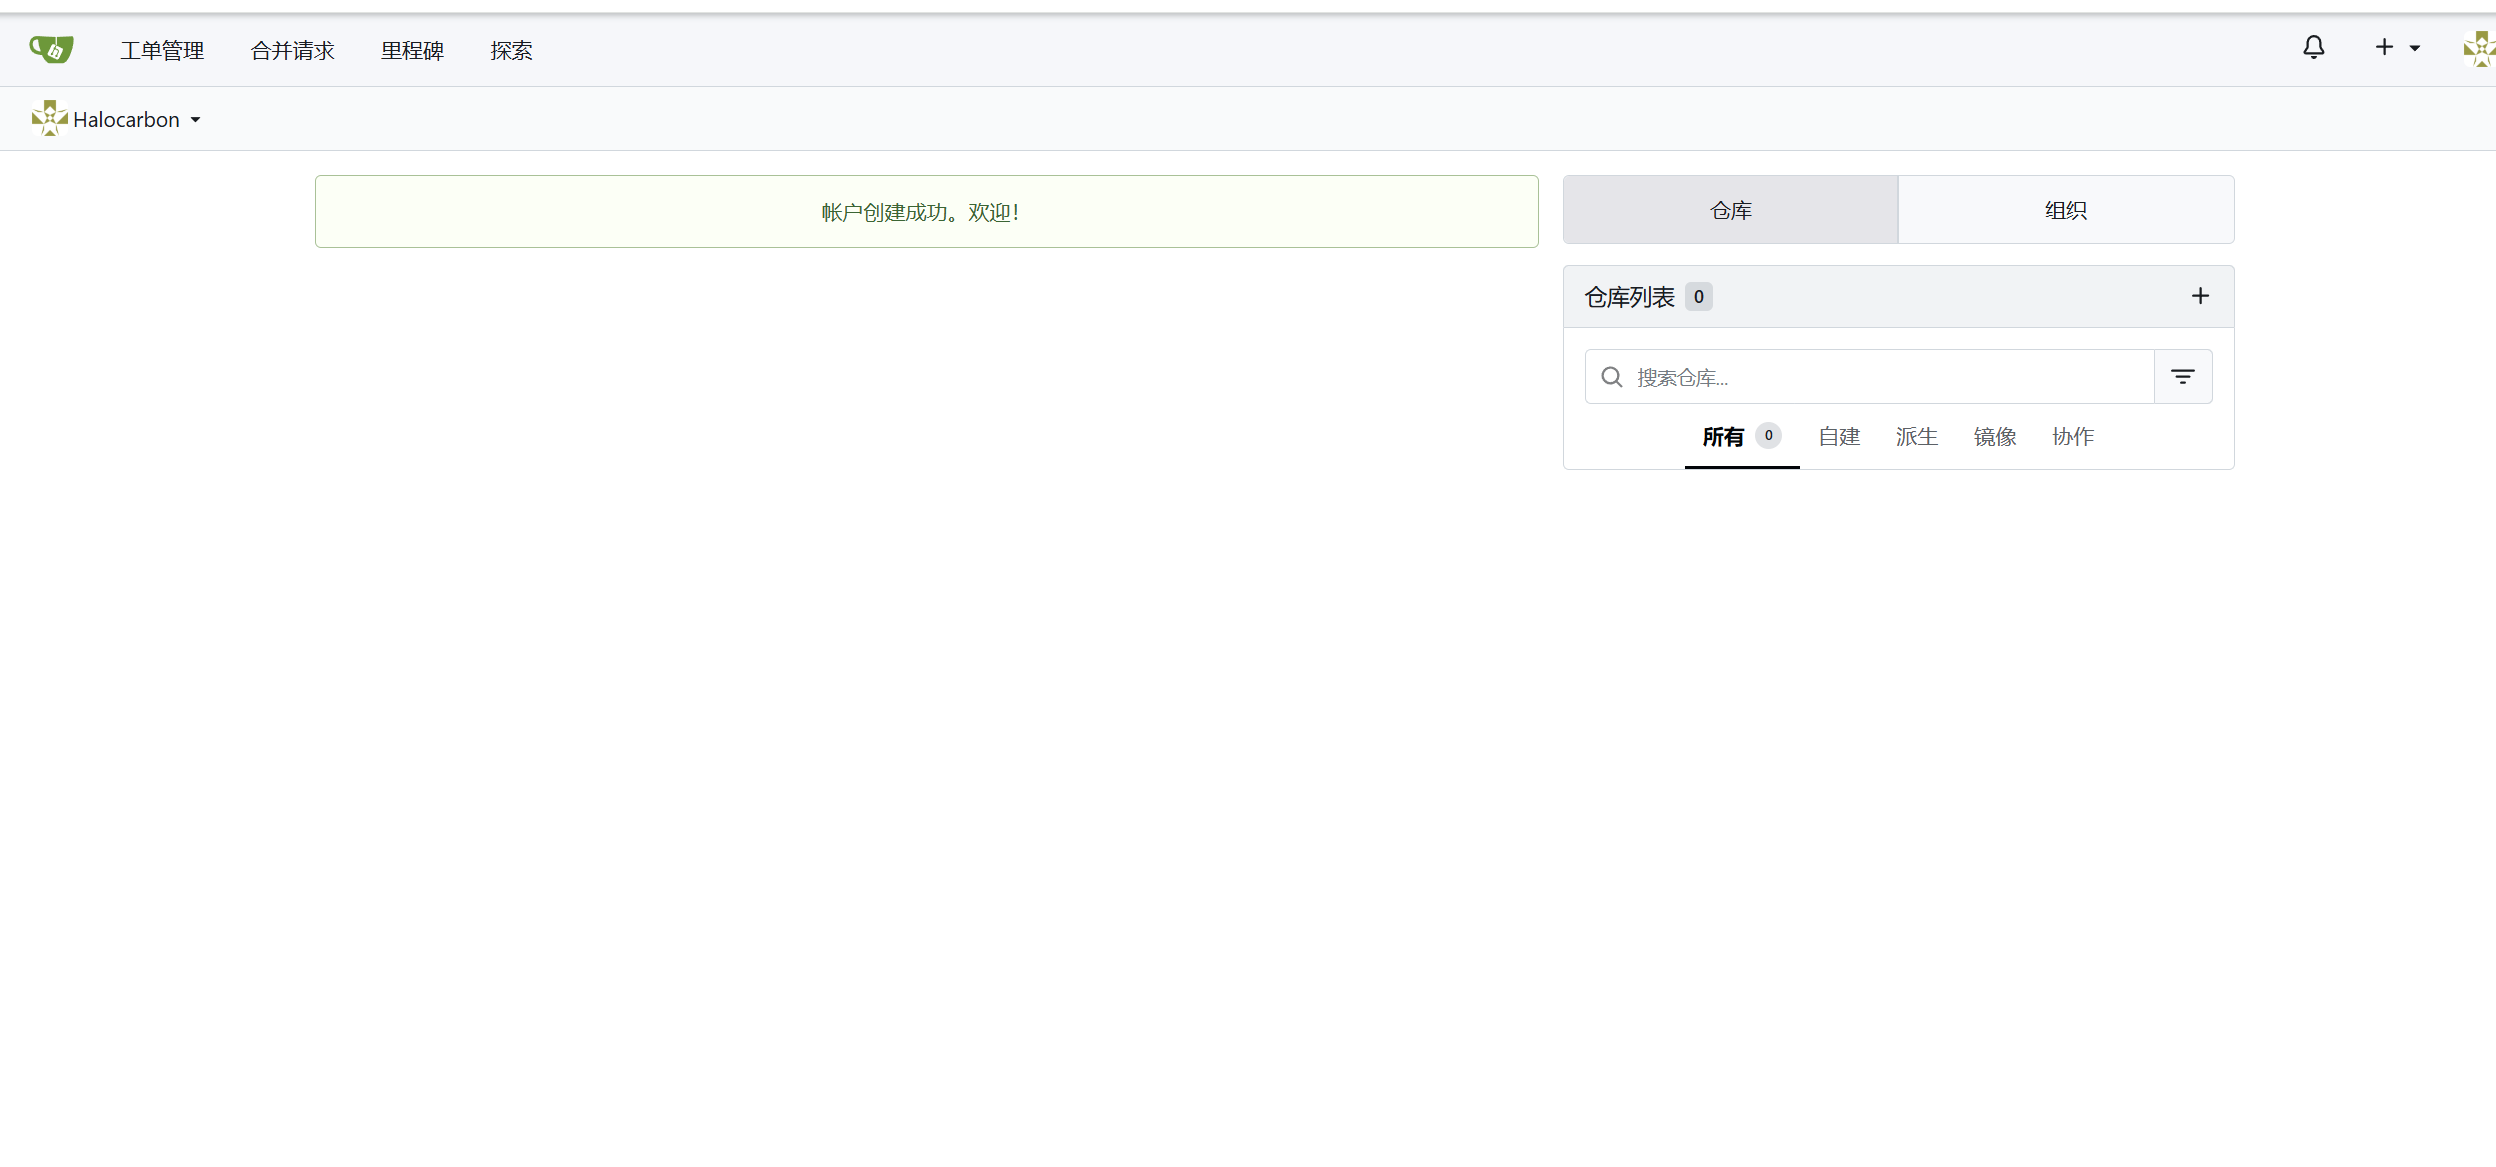 工单管理 合并请求 里程碑 探索
Halocarbon
帐户创建成功。欢迎！
仓库 组织
仓库列表 0
搜索仓库...
所有 0 自建 派生 镜像 协作